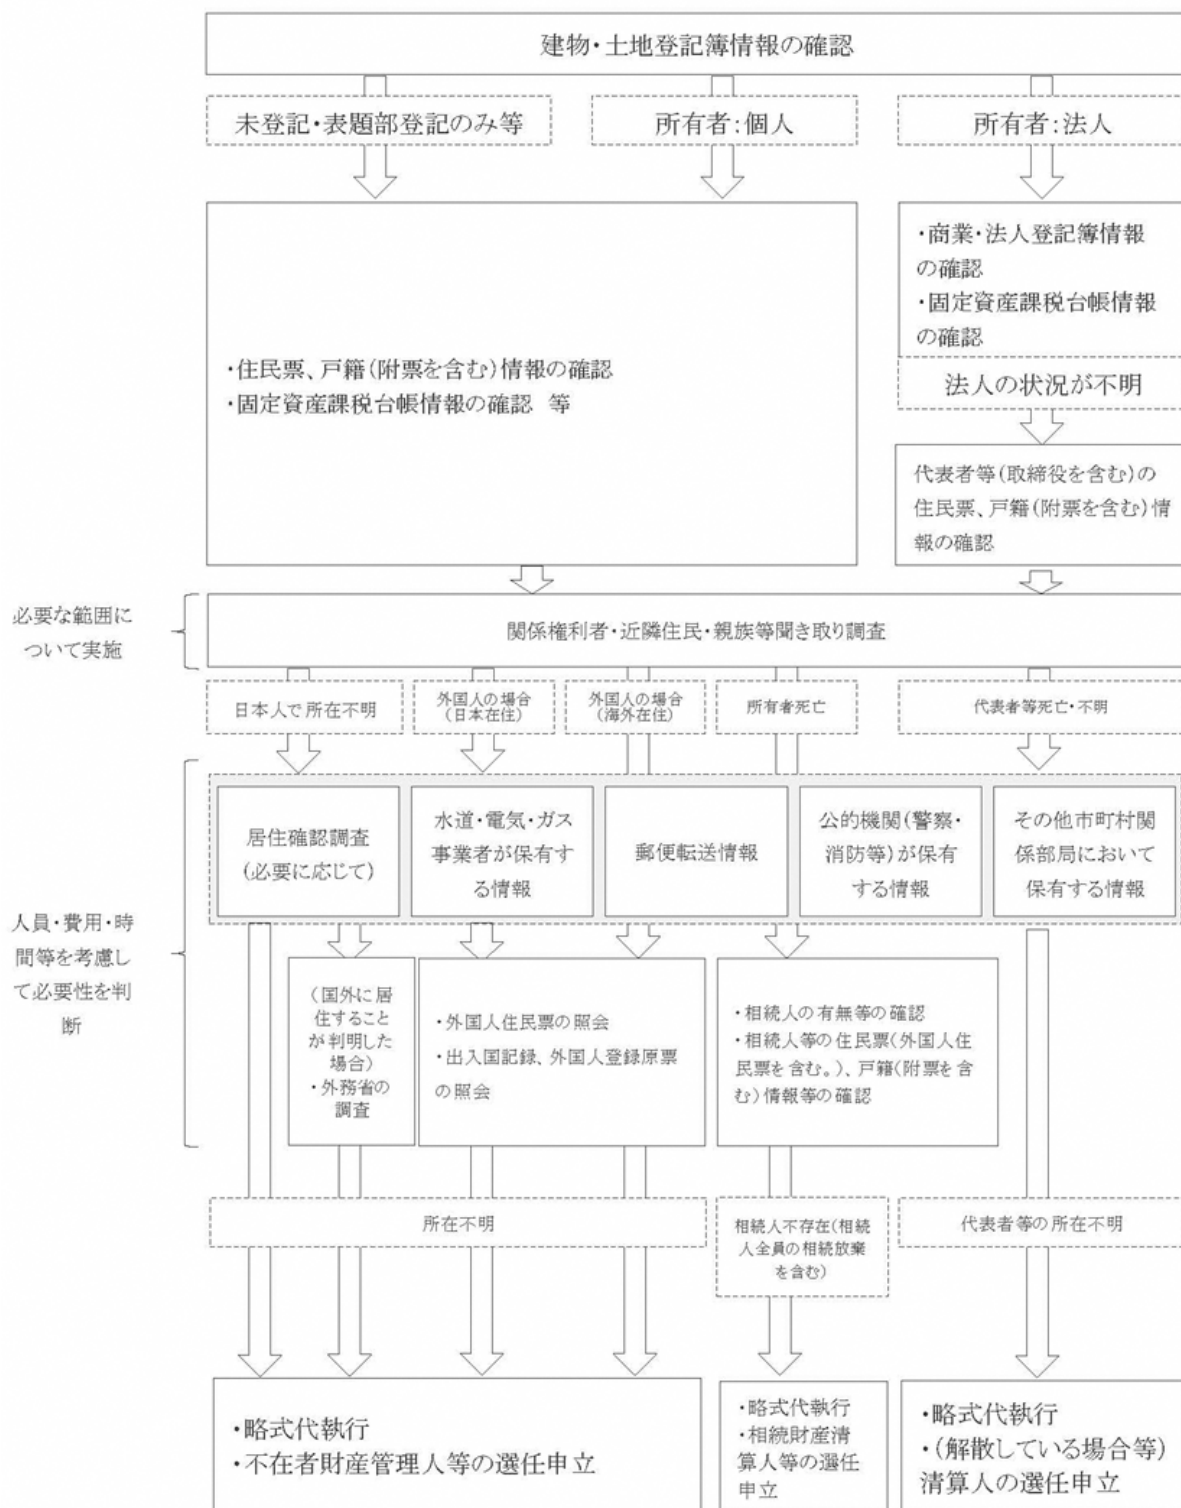 建物・土地登記簿情報の確認
未登記・表題部登記のみ等
所有者：個人
所有者：法人
・住民票、戸籍（附票を含む）情報の確認
・固定資産課税台帳情報の確認　等
・商業・法人登記簿情報
の確認
・固定資産課税台帳情報
の確認
法人の状況が不明
代表者等（取締役を含む）の
住民票、戸籍（附票を含む）情
報の確認
必要な範囲に
ついて実施
関係権利者・近隣住民・親族等聞き取り調査
日本人で所在不明
外国人の場合
（日本在住）
外国人の場合
（海外在住）
所有者死亡
代表者等死亡・不明
人員・費用・時
間等を考慮し
て必要性を判
断
居住確認調査
（必要に応じて）
水道・電気・ガス
事業者が保有す
る情報
郵便転送情報
公的機関（警察・
消防等）が保有
する情報
その他市町村関
係部局において
保有する情報
（国外に居
住すること
が判明した
場合）
・外務省の
調査
・外国人住民票の照会
・出入国記録、外国人登録原票
の照会
・相続人の有無等の確認
・相続人等の住民票（外国人住
民票を含む。）、戸籍（附票を含
む）情報等の確認
所在不明
相続人不存在（相続
人全員の相続放棄
を含む）
代表者等の所在不明
・略式代執行
・不在者財産管理人等の選任申立
・略式代執行
・相続財産清
算人等の選任
申立
・略式代執行
・（解散している場合等）
清算人の選任申立